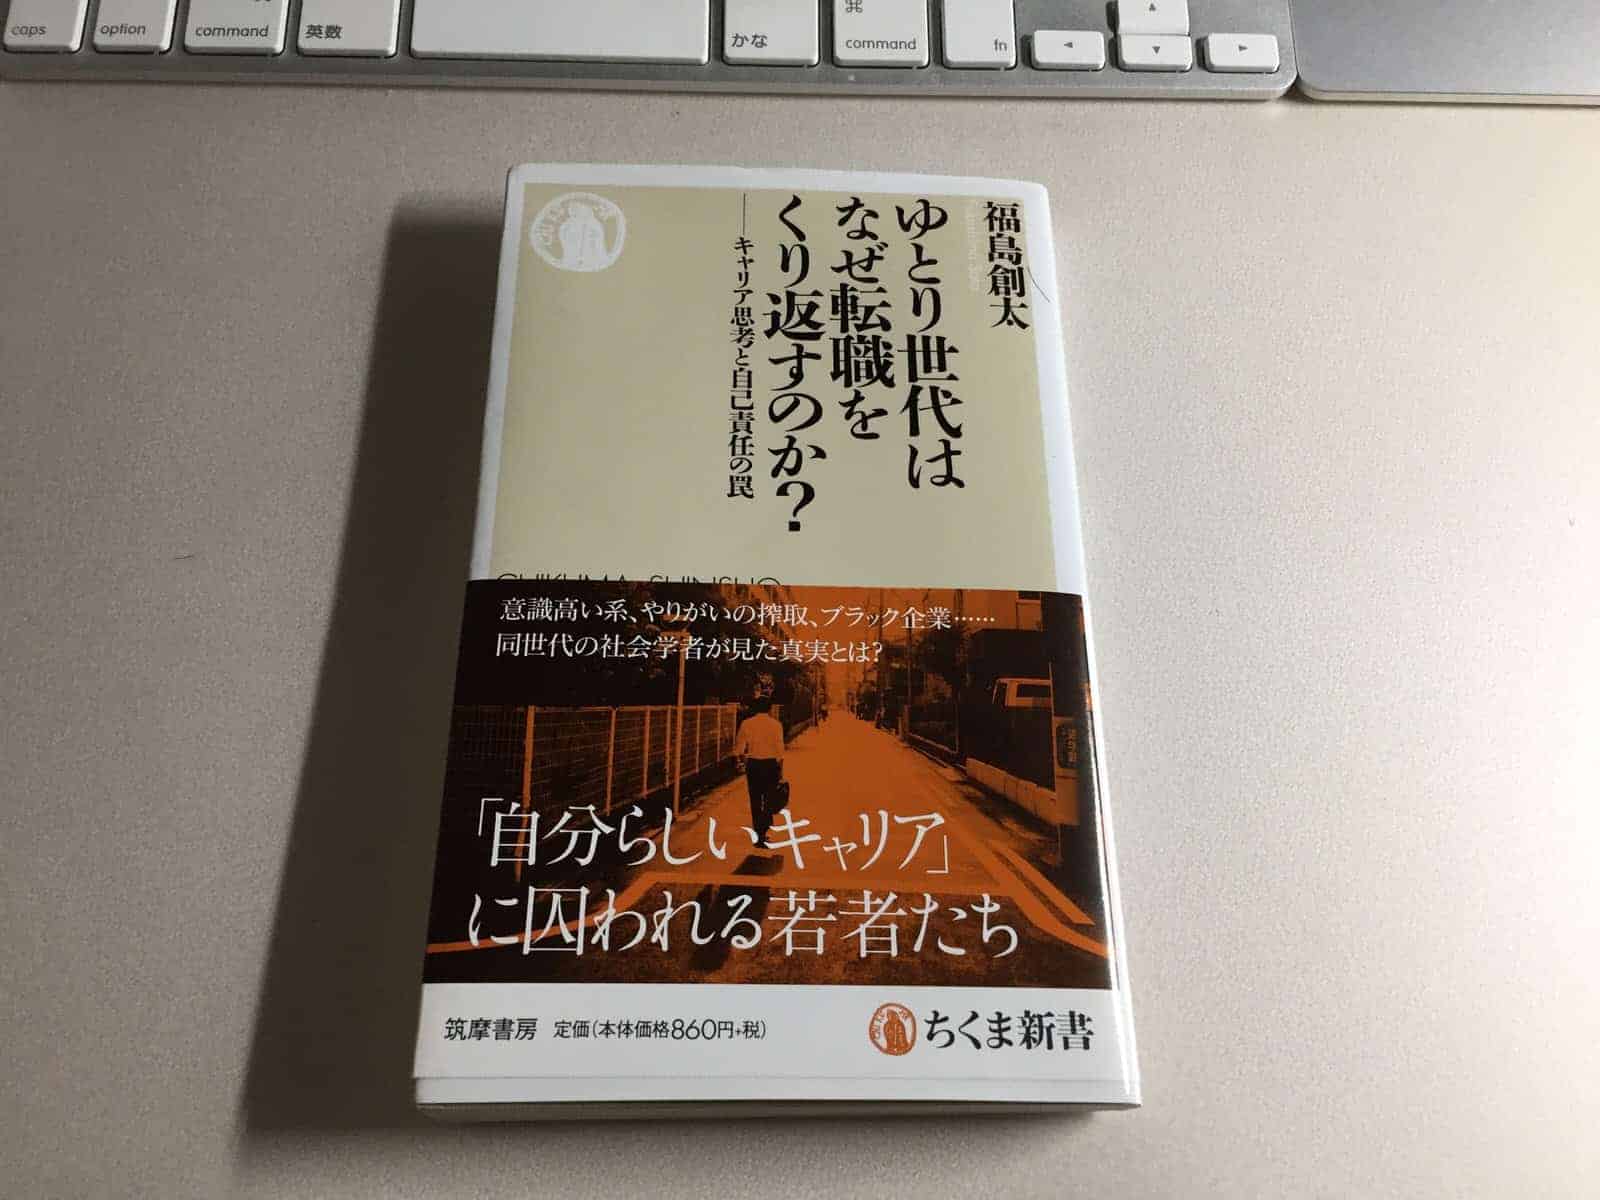 caps
option
command
英数
かな
⌘
command
fn
福島創太
ゆとり世代は
なぜ転職を
くり返すのか?
──キャリア思考と自己責任の罠
CHIKUMA SHINSHO
意識高い系、やりがいの搾取、ブラック企業……
同世代の社会学者が見た真実とは?
「自分らしいキャリア」
に囚われる若者たち
筑摩書房 定価(本体価格860円+税)
ちくま新書